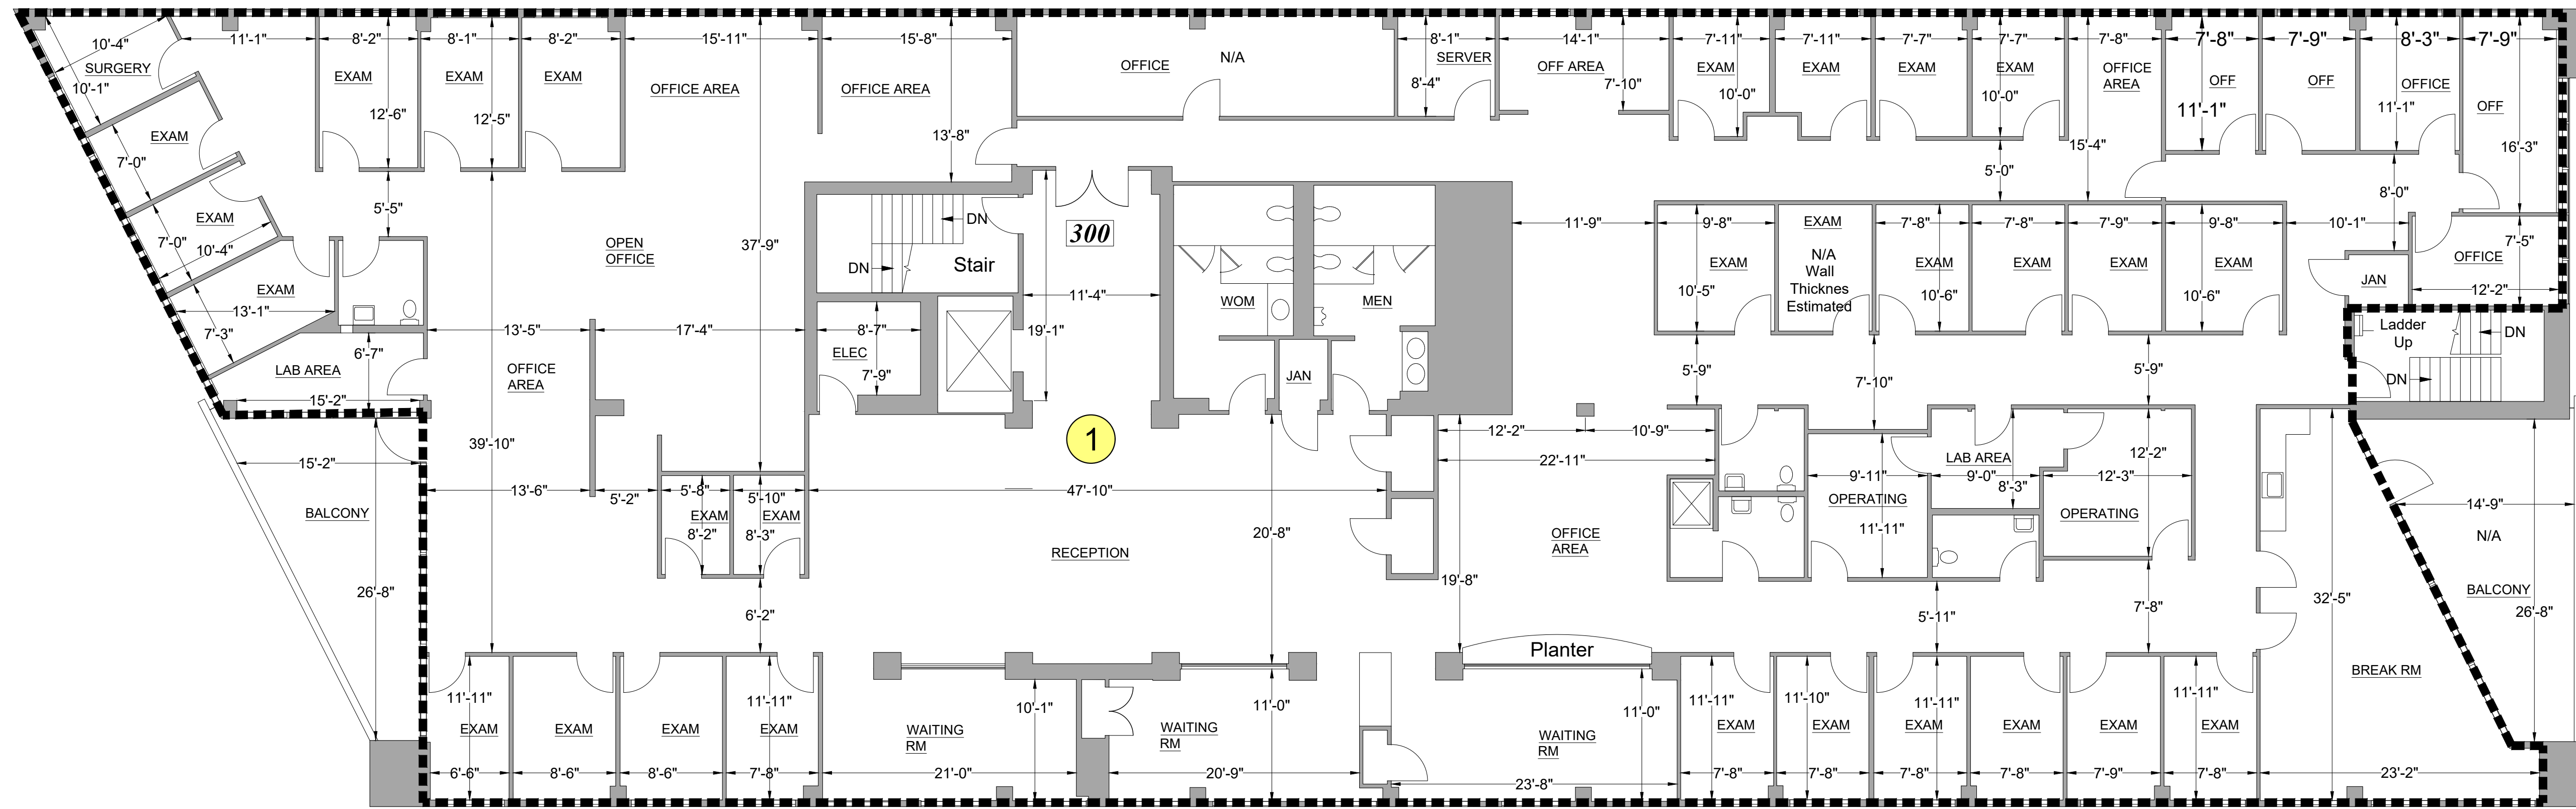 10'-4"
11'-1"
8'-2"
8'-1"
8'-2"
15'-11"
15'-8"
8'-1"
14'-1"
7'-11"
7'-11"
7'-7"
7'-7"
7'-8"
7'-8"
7'-9"
8'-3"
7'-9"
SURGERY
10'-1"
EXAM
EXAM
EXAM
OFFICE AREA
OFFICE AREA
OFFICE
N/A
SERVER
8'-4"
OFF AREA
7'-10"
EXAM
EXAM
EXAM
EXAM
OFFICE
AREA
OFF
OFF
OFFICE
OFF
10'-0"
10'-0"
11'-1"
11'-1"
12'-6"
12'-5"
13'-8"
EXAM
7'-0"
15'-4"
16'-3"
5'-0"
8'-0"
5'-5"
EXAM
7'-0"
10'-4"
OPEN
OFFICE
37'-9"
DN
DN
Stair
300
11'-9"
9'-8"
EXAM
7'-8"
7'-8"
7'-9"
9'-8"
10'-1"
7'-5"
EXAM
N/A
Wall
Thicknes
Estimated
EXAM
EXAM
EXAM
EXAM
OFFICE
10'-5"
10'-6"
10'-6"
JAN
12'-2"
EXAM
13'-1"
7'-3"
11'-4"
WOM
MEN
13'-5"
17'-4"
8'-7"
19'-1"
ELEC
7'-9"
Ladder
Up
DN
DN
6'-7"
LAB AREA
15'-2"
OFFICE
AREA
JAN
5'-9"
7'-10"
5'-9"
1
39'-10"
12'-2"
10'-9"
22'-11"
15'-2"
13'-6"
5'-2"
5'-8"
5'-10"
47'-10"
9'-11"
LAB AREA
9'-0"
8'-3"
12'-2"
12'-3"
14'-9"
BALCONY
EXAM
EXAM
8'-2"
8'-3"
OPERATING
11'-11"
OPERATING
20'-8"
OFFICE
AREA
RECEPTION
N/A
BALCONY
26'-8"
26'-8"
6'-2"
19'-8"
5'-11"
7'-8"
32'-5"
Planter
BREAK RM
11'-11"
11'-11"
10'-1"
11'-0"
11'-0"
11'-11"
11'-10"
11'-11"
11'-11"
EXAM
EXAM
EXAM
EXAM
WAITING
RM
WAITING
RM
WAITING
RM
EXAM
EXAM
EXAM
EXAM
EXAM
EXAM
6'-6"
8'-6"
8'-6"
7'-8"
21'-0"
20'-9"
23'-8"
7'-8"
7'-8"
7'-8"
7'-8"
7'-9"
7'-8"
23'-2"